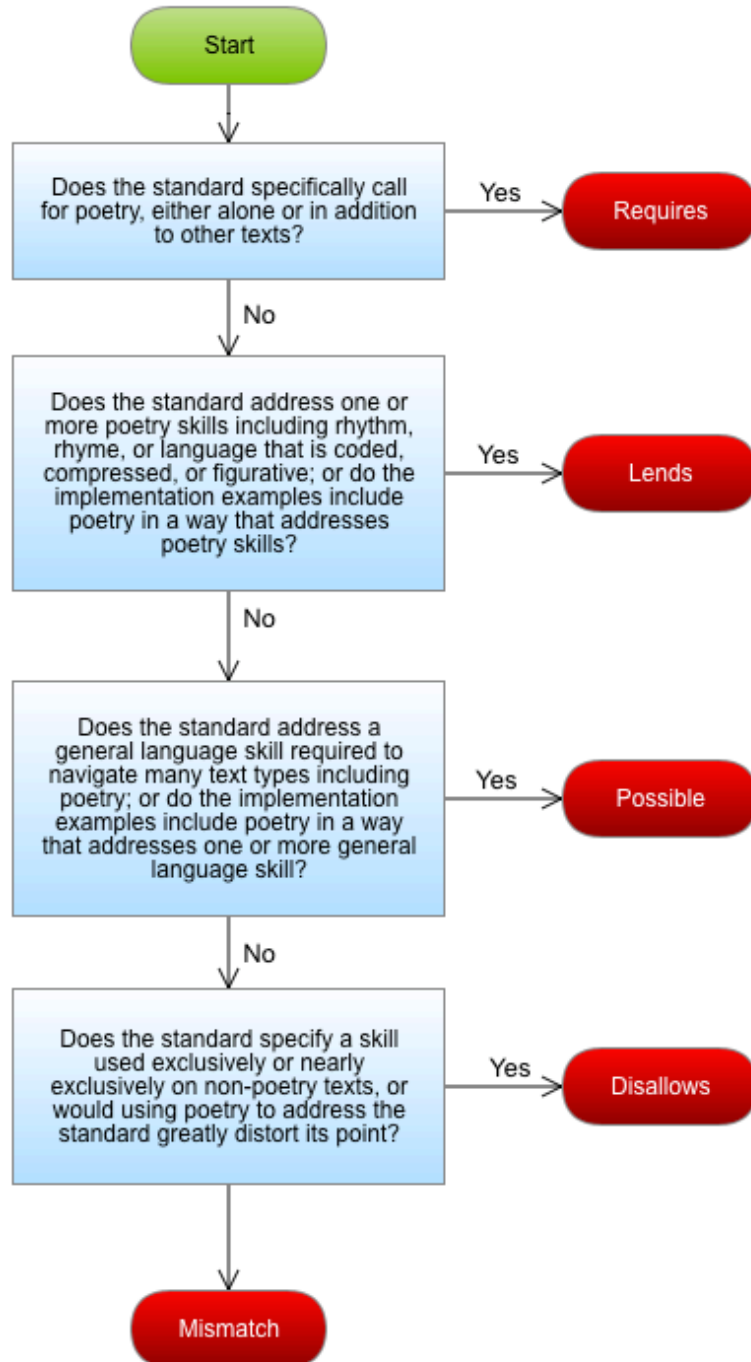 Start
Does the standard specifically call
for poetry, either alone or in addition
to other texts?
Yes
Requires
No
Does the standard address one or
more poetry skills including rhythm,
rhyme, or language that is coded,
compressed, or figurative; or do the
implementation examples include
poetry in a way that addresses
poetry skills?
Yes
Lends
No
Does the standard address a
general language skill required to
navigate many text types including
poetry; or do the implementation
examples include poetry in a way
that addresses one or more general
language skill?
Yes
Possible
No
Does the standard specify a skill
used exclusively or nearly
exclusively on non-poetry texts, or
would using poetry to address the
standard greatly distort its point?
Yes
Disallows
Mismatch